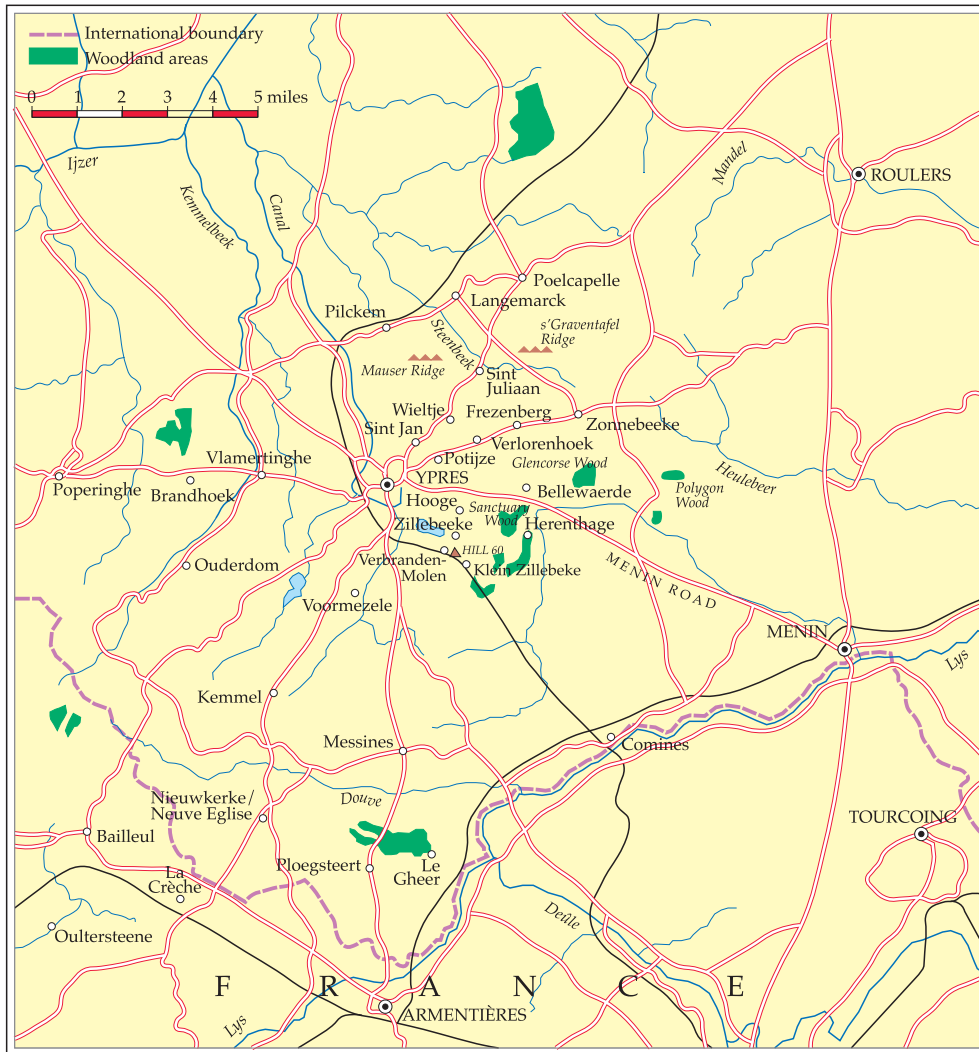 International boundary
Woodland areas
0 1 2 3 4 5 miles
Ijzer
Kemmelbeek
Canal
Mandel
ROULERS
Poelcapelle
Langemarck
Pilckem
Steenbeek
s'Graventafel
Ridge
Mauser Ridge
Sint
Juliaan
Wieltje
Frezenberg
Sint Jan
Zonnebeeke
Verlorenhoek
Vlamertinghe
Potijze
Glencorse Wood
Heulebeer
Poperinghe
Brandhoek
YPRES
Bellewaerde
Polygon
Wood
Hooge
Sanctuary
Wood
Zillebeeke
Herenthage
HILL 60
Verbranden-
Molen
Klein Zillebeke
Ouderdom
MENIN ROAD
Voormezele
MENIN
Lys
Kemmel
Messines
Comines
Nieuwkerke/
Neuve Eglise
Douve
TOURCOING
Bailleul
La
Crèche
Ploegsteert
Le
Gheer
Deûle
Oultersteene
FRANCE
Lys
ARMENTIÈRES